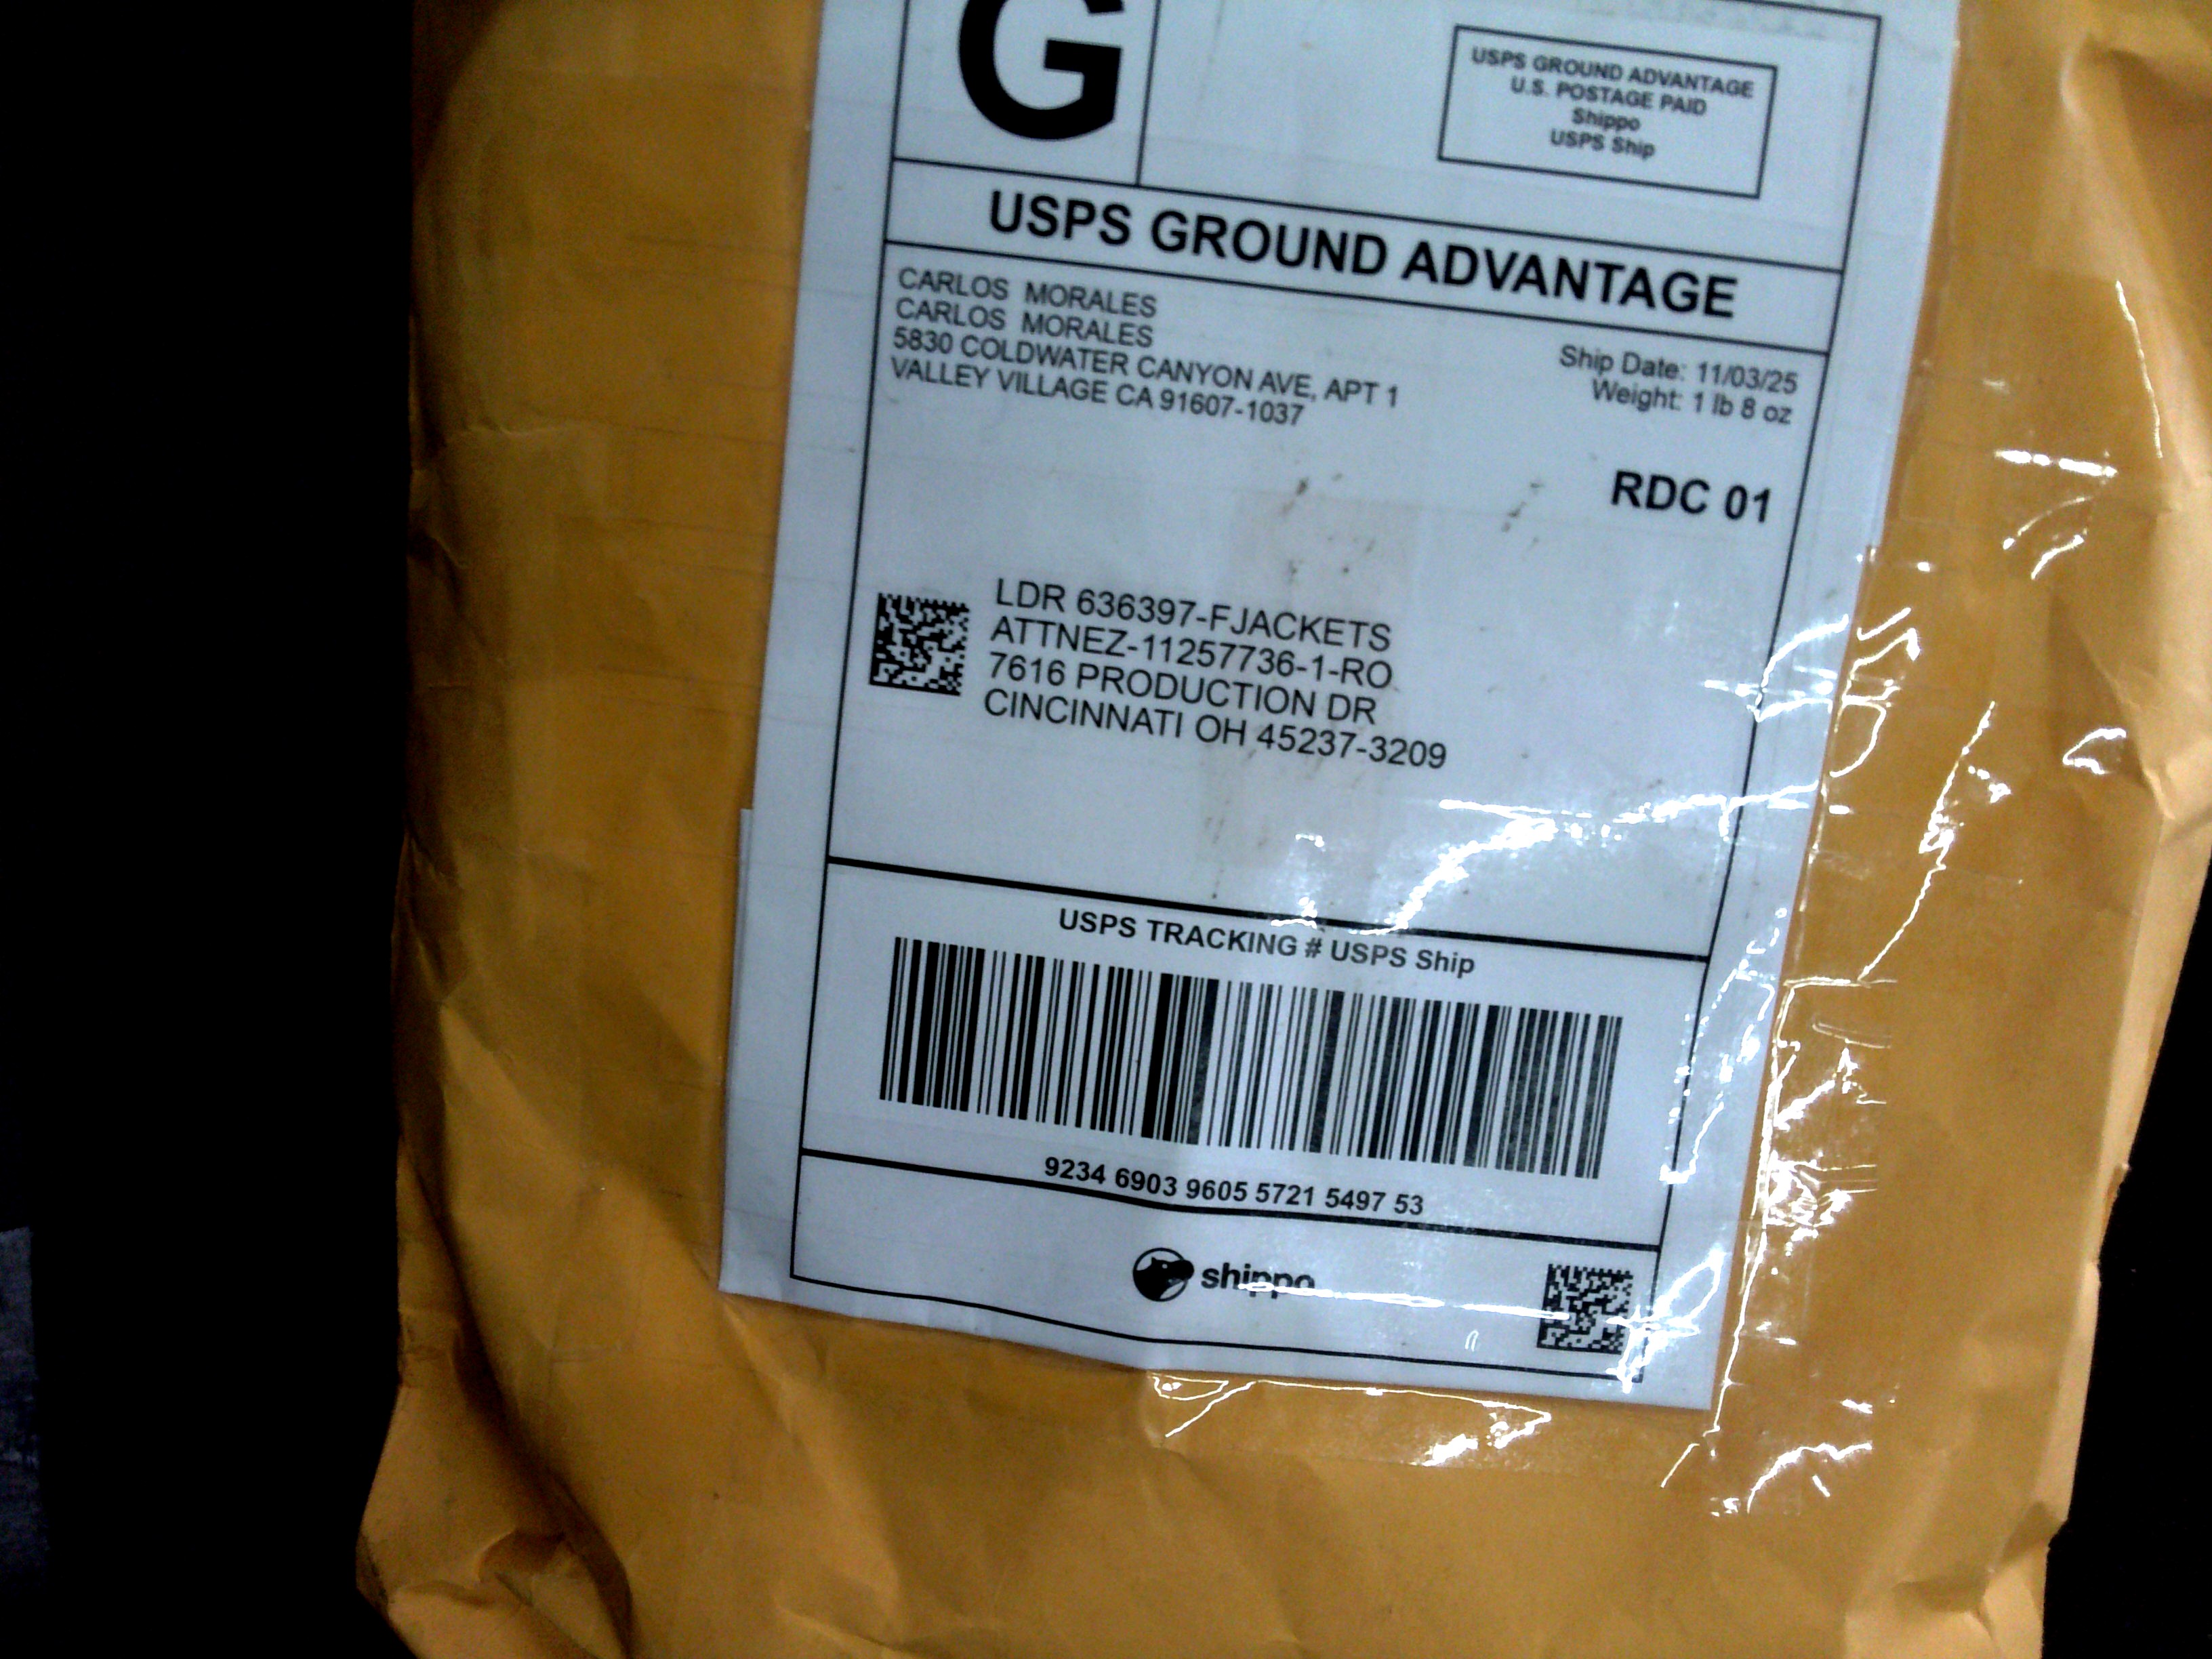 G
USPS GROUND ADVANTAGE
U.S. POSTAGE PAID
Shippo
USPS Ship
USPS GROUND ADVANTAGE
CARLOS MORALES
CARLOS MORALES
5830 COLDWATER CANYON AVE, APT 1
VALLEY VILLAGE CA 91607-1037
Ship Date: 11/03/25
Weight: 1 lb 8 oz
RDC 01
LDR 636397-FJACKETS
ATTNEZ-11257736-1-RO
7616 PRODUCTION DR
CINCINNATI OH 45237-3209
USPS TRACKING # USPS Ship
9234 6903 9605 5721 5497 53
shippo